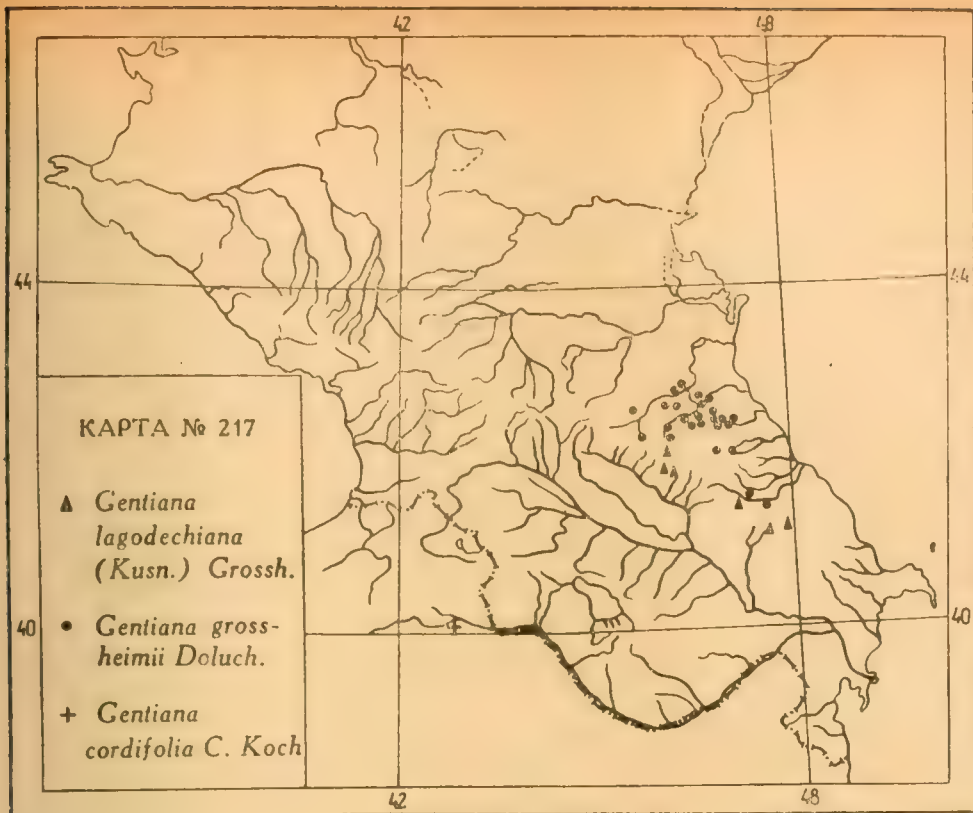 42 48
44 44
КАРТА № 217
Gentiana
lagodechiana
(Kusn.) Grossh.
40 40
Gentiana gross-
heimii Doluch.
+ Gentiana
cordifolia C. Koch
42 48